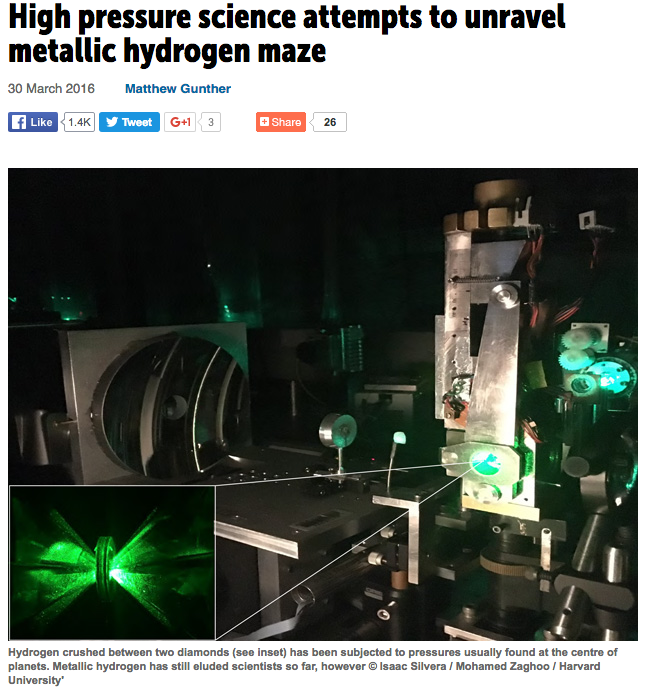 High pressure science attempts to unravel
metallic hydrogen maze
30 March 2016 Matthew Gunther
Like 1.4K Tweet G+1 3 Share 26
Hydrogen crushed between two diamonds (see inset) has been subjected to pressures usually found at the centre of
planets. Metallic hydrogen has still eluded scientists so far, however © Isaac Silvera / Mohamed Zaghoo / Harvard
University'